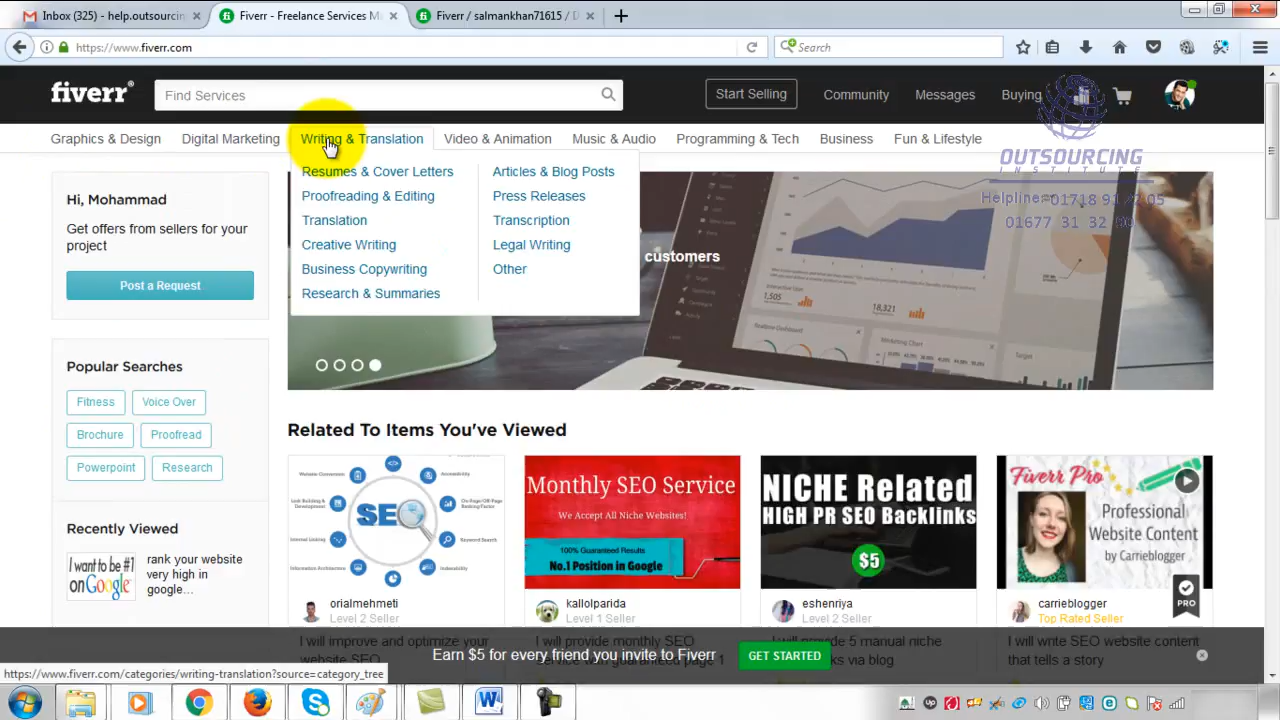 Inbox (325) - help.outsourcin
Fiverr - Freelance Services M
Fiverr / salmankhan71615 / D
https://www.fiverr.com
Search
fiverr®
Find Services
Start Selling
Community
Messages
Buying
Graphics & Design
Digital Marketing
Writing & Translation
Video & Animation
Music & Audio
Programming & Tech
Business
Fun & Lifestyle
OUTSOURCING
INSTITUTE
Resumes & Cover Letters
Proofreading & Editing
Translation
Creative Writing
Business Copywriting
Research & Summaries
Articles & Blog Posts
Press Releases
Transcription
Legal Writing
Other
Hi, Mohammad
Get offers from sellers for your
project
Post a Request
customers
1,505
18,321
Popular Searches
Fitness
Voice Over
Brochure
Proofread
Powerpoint
Research
Recently Viewed
I want to be #1
on Google
rank your website
very high in
google...
RELATED TO ITEMS YOU'VE VIEWED
SEO
orialmehmeti
Level 2 Seller
I will improve and optimize your
website SEO
Monthly SEO Service
We Accept All Niche Websites!
100% Guaranteed Results
No.1 Position in Google
kallolparida
Level 1 Seller
I will provide monthly SEO
NICHE Related
HIGH PR SEO Backlinks
$5
eshenriya
Level 2 Seller
I will provide 5 manual niche
Fiverr Pro
Professional
Website Content
by Carrieblogger
PRO
carrieblogger
Top Rated Seller
I will write SEO website content
that tells a story
Earn $5 for every friend you invite to Fiverr
GET STARTED
https://www.fiverr.com/categories/writing-translation?source=category_tree